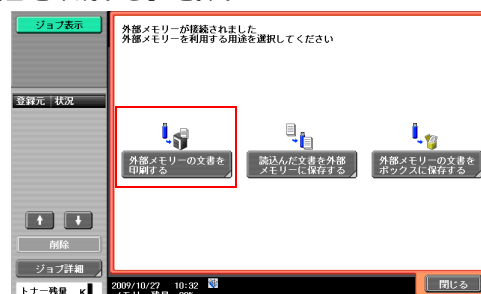 ジョブ表示
外部メモリーが接続されました
外部メモリーを利用する用途を選択してください
登録元 状況
外部メモリーの文書を
印刷する
読込んだ文書を外部
メモリーに保存する
外部メモリーの文書を
ボックスに保存する
↑ ↓
削除
ジョブ詳細
トナー残量 K
2009/10/27 10:32
閉じる